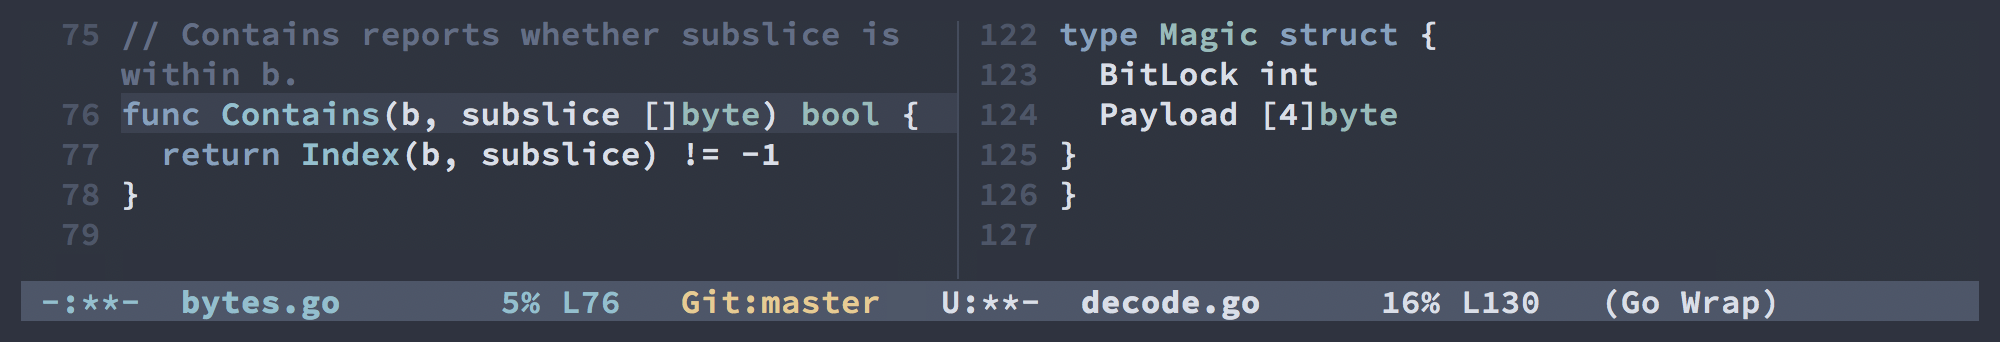 75 // Contains reports whether subslice is
within b.
76 func Contains(b, subslice []byte) bool {
77   return Index(b, subslice) != -1
78 }
79
122 type Magic struct {
123   BitLock int
124   Payload [4]byte
125 }
126 }
127
-:**-  bytes.go        5% L76   Git:master
U:**-  decode.go      16% L130   (Go Wrap)